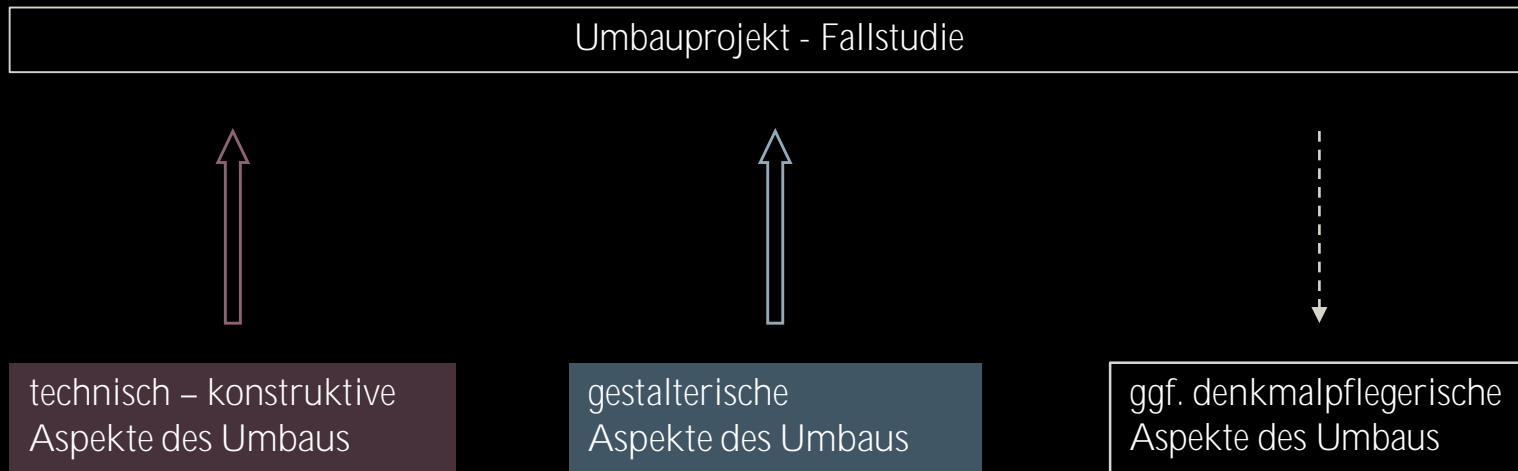 Umbauprojekt - Fallstudie
technisch – konstruktive
Aspekte des Umbaus
gestalterische
Aspekte des Umbaus
ggf. denkmalpflegerische
Aspekte des Umbaus